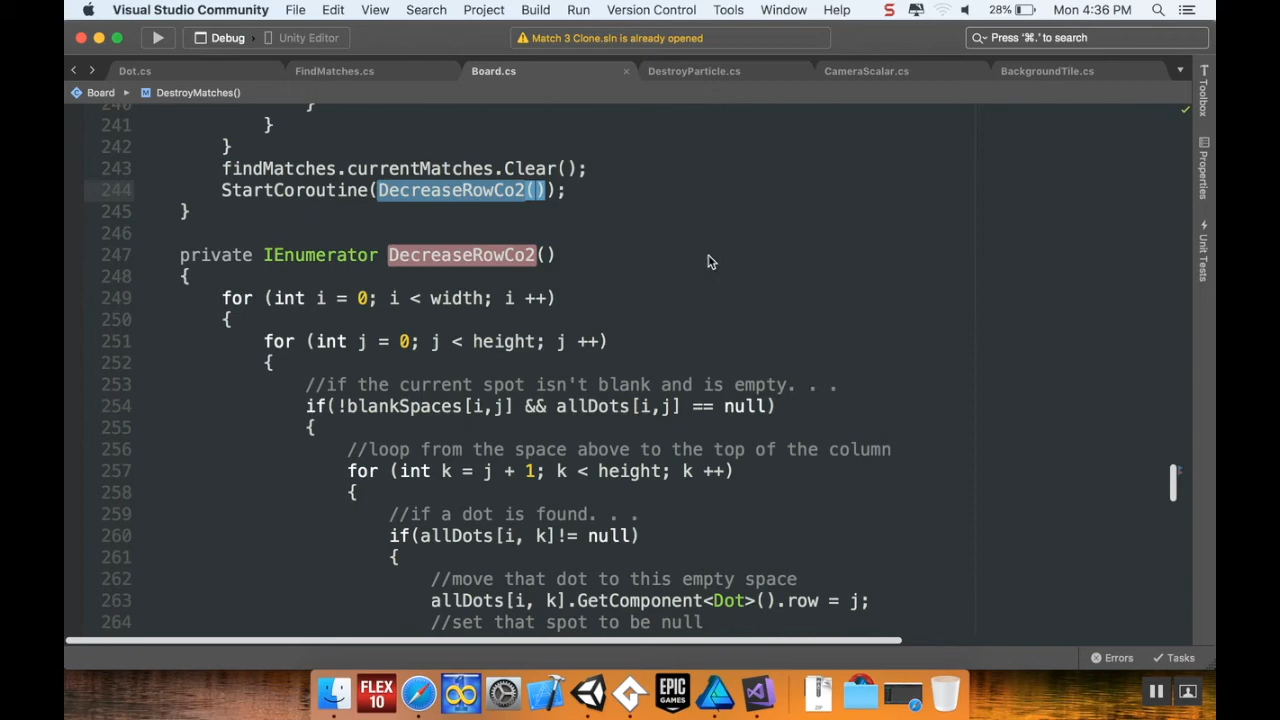 Visual Studio Community File Edit View Search Project Build Run Version Control Tools Window Help S 28% Mon 4:36 PM
Debug Unity Editor Match 3 Clone.sln is already opened Press '⌘.' to search
Dot.cs FindMatches.cs Board.cs × DestroyParticle.cs CameraScalar.cs BackgroundTile.cs
Board ▸ M DestroyMatches()
240 }
241 }
242 }
243 findMatches.currentMatches.Clear();
244 StartCoroutine(DecreaseRowCo2());
245 }
246
247 private IEnumerator DecreaseRowCo2()
248 {
249 for (int i = 0; i < width; i ++)
250 {
251 for (int j = 0; j < height; j ++)
252 {
253 //if the current spot isn't blank and is empty. . .
254 if(!blankSpaces[i,j] && allDots[i,j] == null)
255 {
256 //loop from the space above to the top of the column
257 for (int k = j + 1; k < height; k ++)
258 {
259 //if a dot is found. . .
260 if(allDots[i, k]!= null)
261 {
262 //move that dot to this empty space
263 allDots[i, k].GetComponent<Dot>().row = j;
264 //set that spot to be null
Toolbox
Properties
Unit Tests
Errors Tasks
FLEX
10
EPIC
GAMES
ZIP